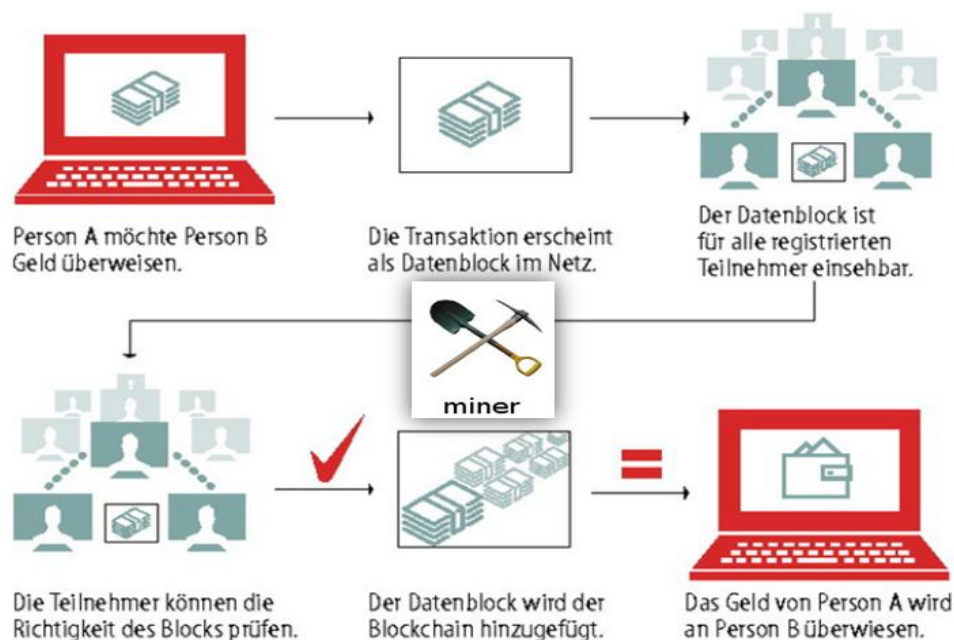 Person A möchte Person B
Geld überweisen.
Die Transaktion erscheint
als Datenblock im Netz.
Der Datenblock ist
für alle registrierten
Teilnehmer einsehbar.
miner
Die Teilnehmer können die
Richtigkeit des Blocks prüfen.
Der Datenblock wird der
Blockchain hinzugefügt.
Das Geld von Person A wird
an Person B überwiesen.